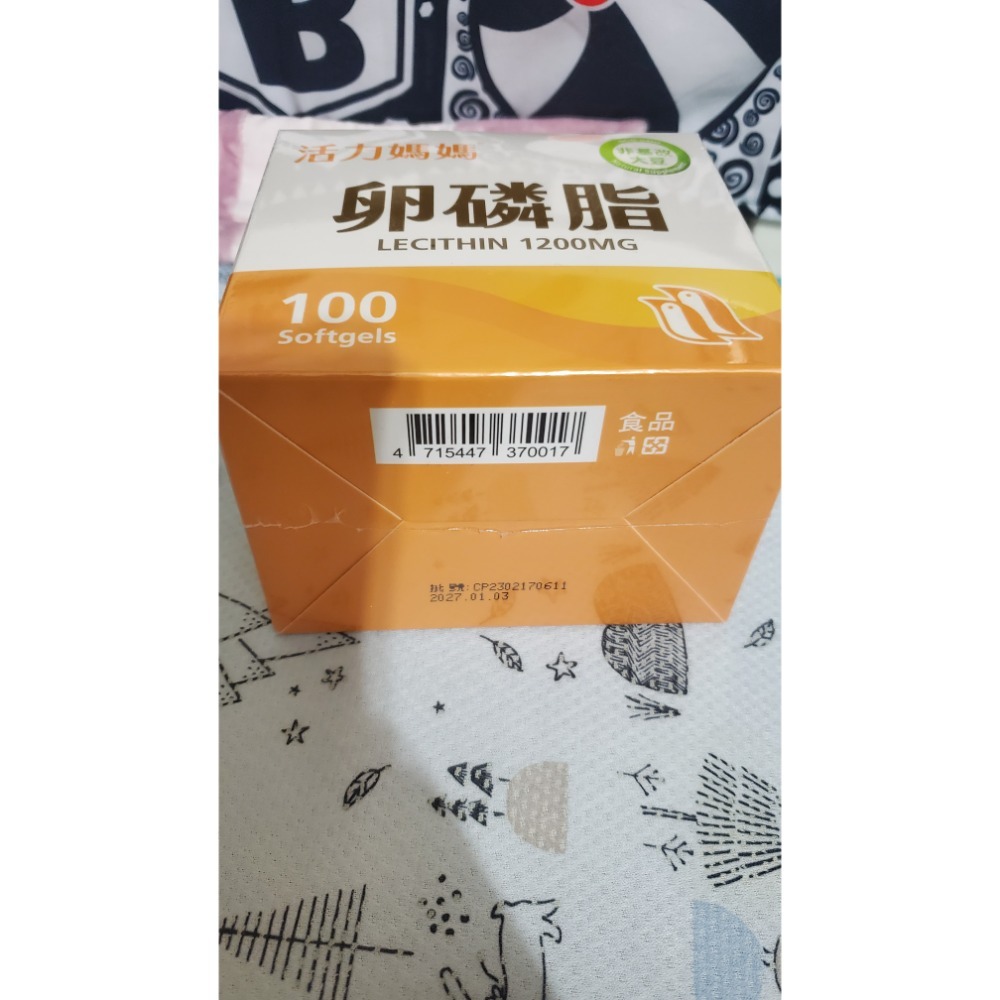 B
活力媽媽
非基改
大豆
卵磷脂
LECITHIN 1200MG
100
Softgels
4 715447 370017
食品
批號:CP2302170611
2027.01.03